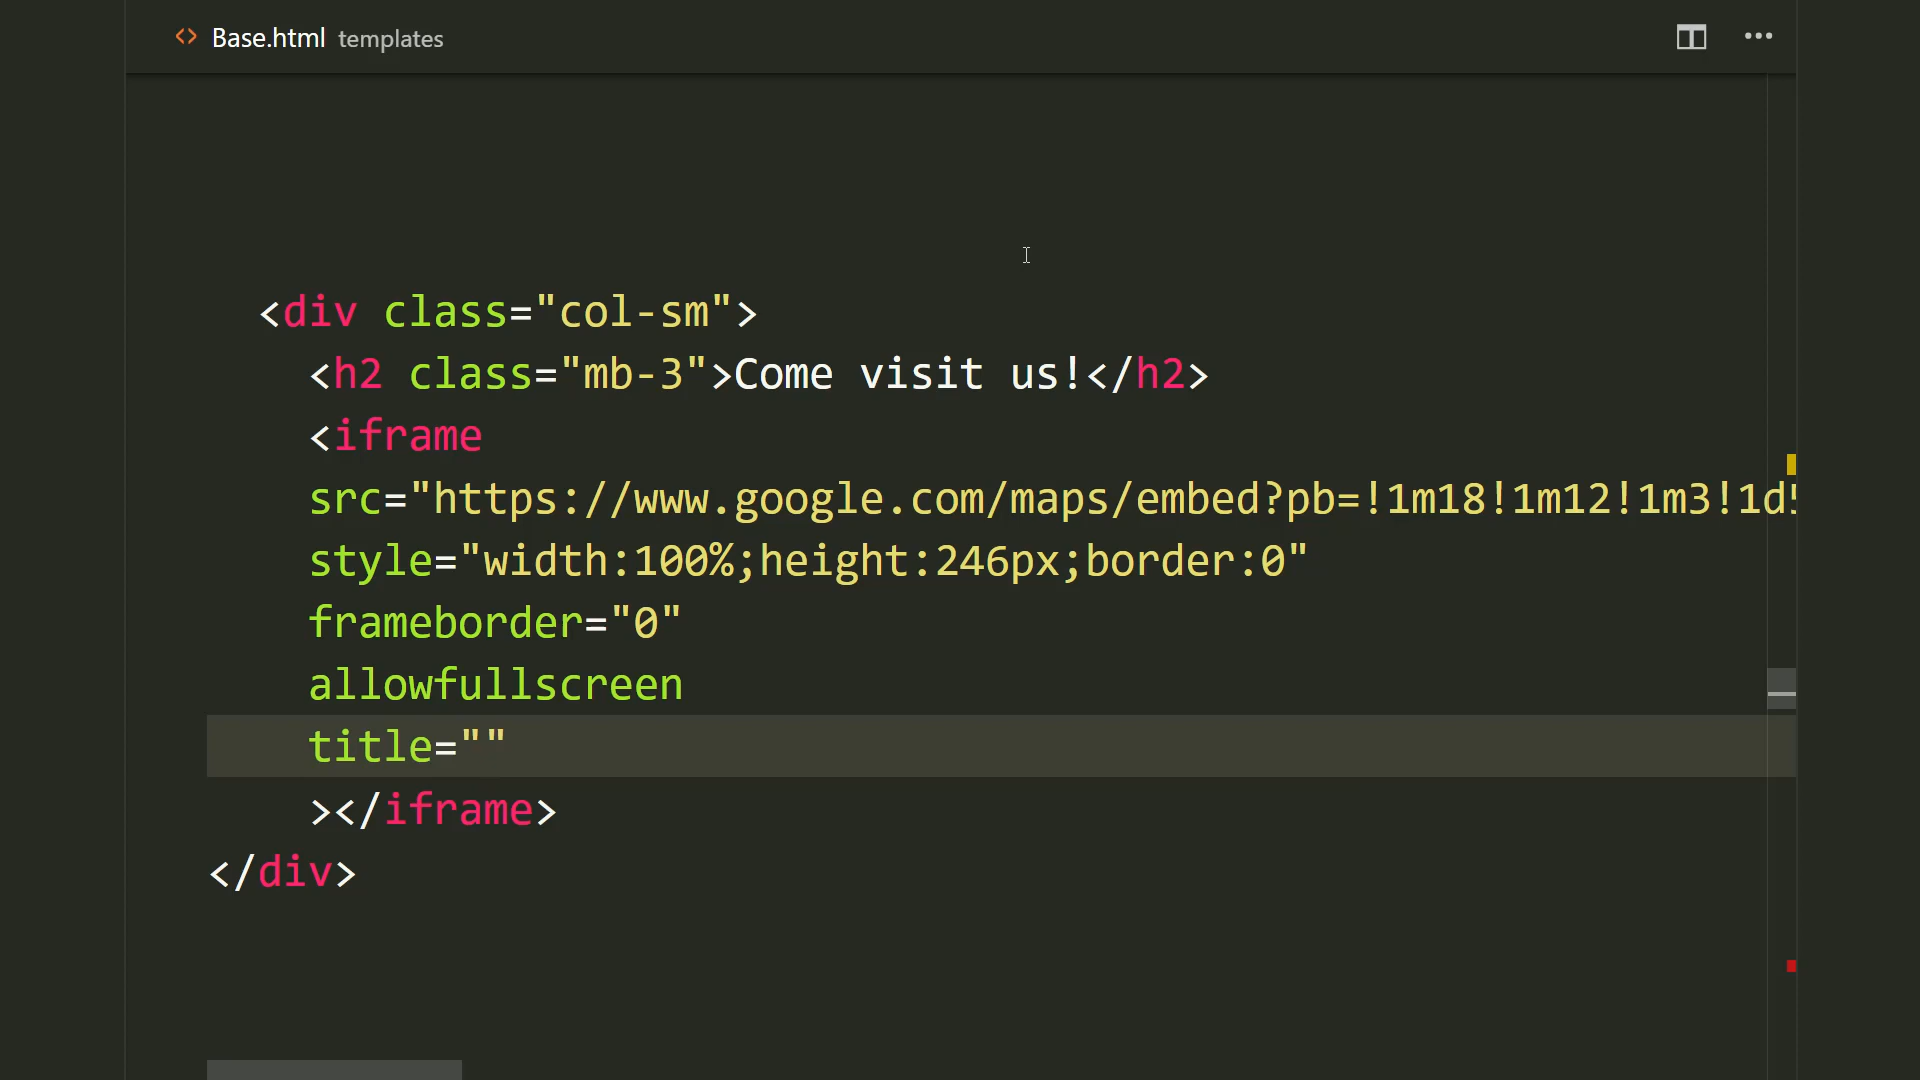 <> Base.html templates
<div class="col-sm">
<h2 class="mb-3">Come visit us!</h2>
<iframe
src="https://www.google.com/maps/embed?pb=!1m18!1m12!1m3!1d
style="width:100%;height:246px;border:0"
frameborder="0"
allowfullscreen
title=""
></iframe>
</div>